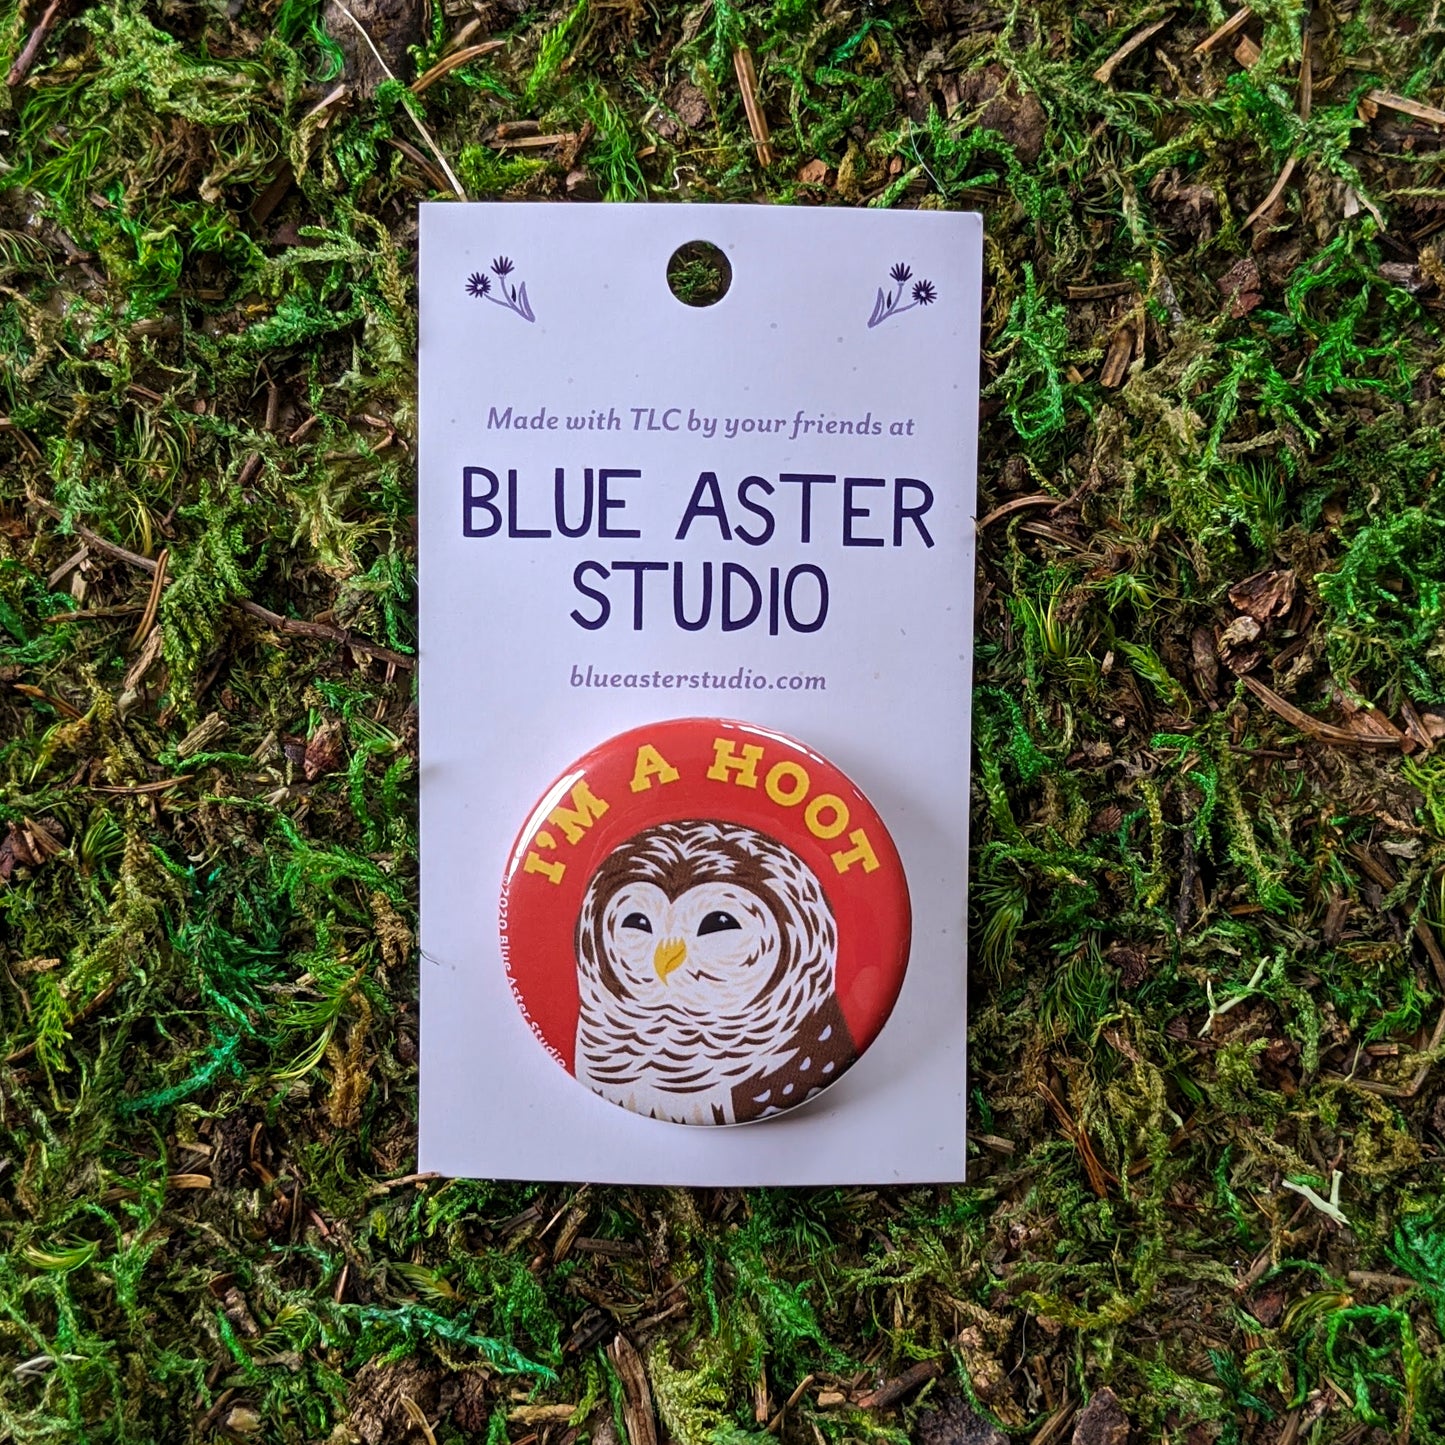 Made with TLC by your friends at
BLUE ASTER
STUDIO
blueasterstudio.com
I'M A HOOT
©2020 Blue Aster Studio